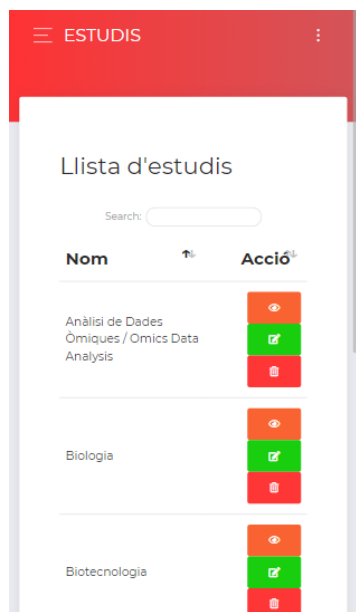 ESTUDIS
Llista d'estudis
Search:
Nom Acció
Anàlisi de Dades
Òmiques / Omics Data
Analysis
Biologia
Biotecnologia